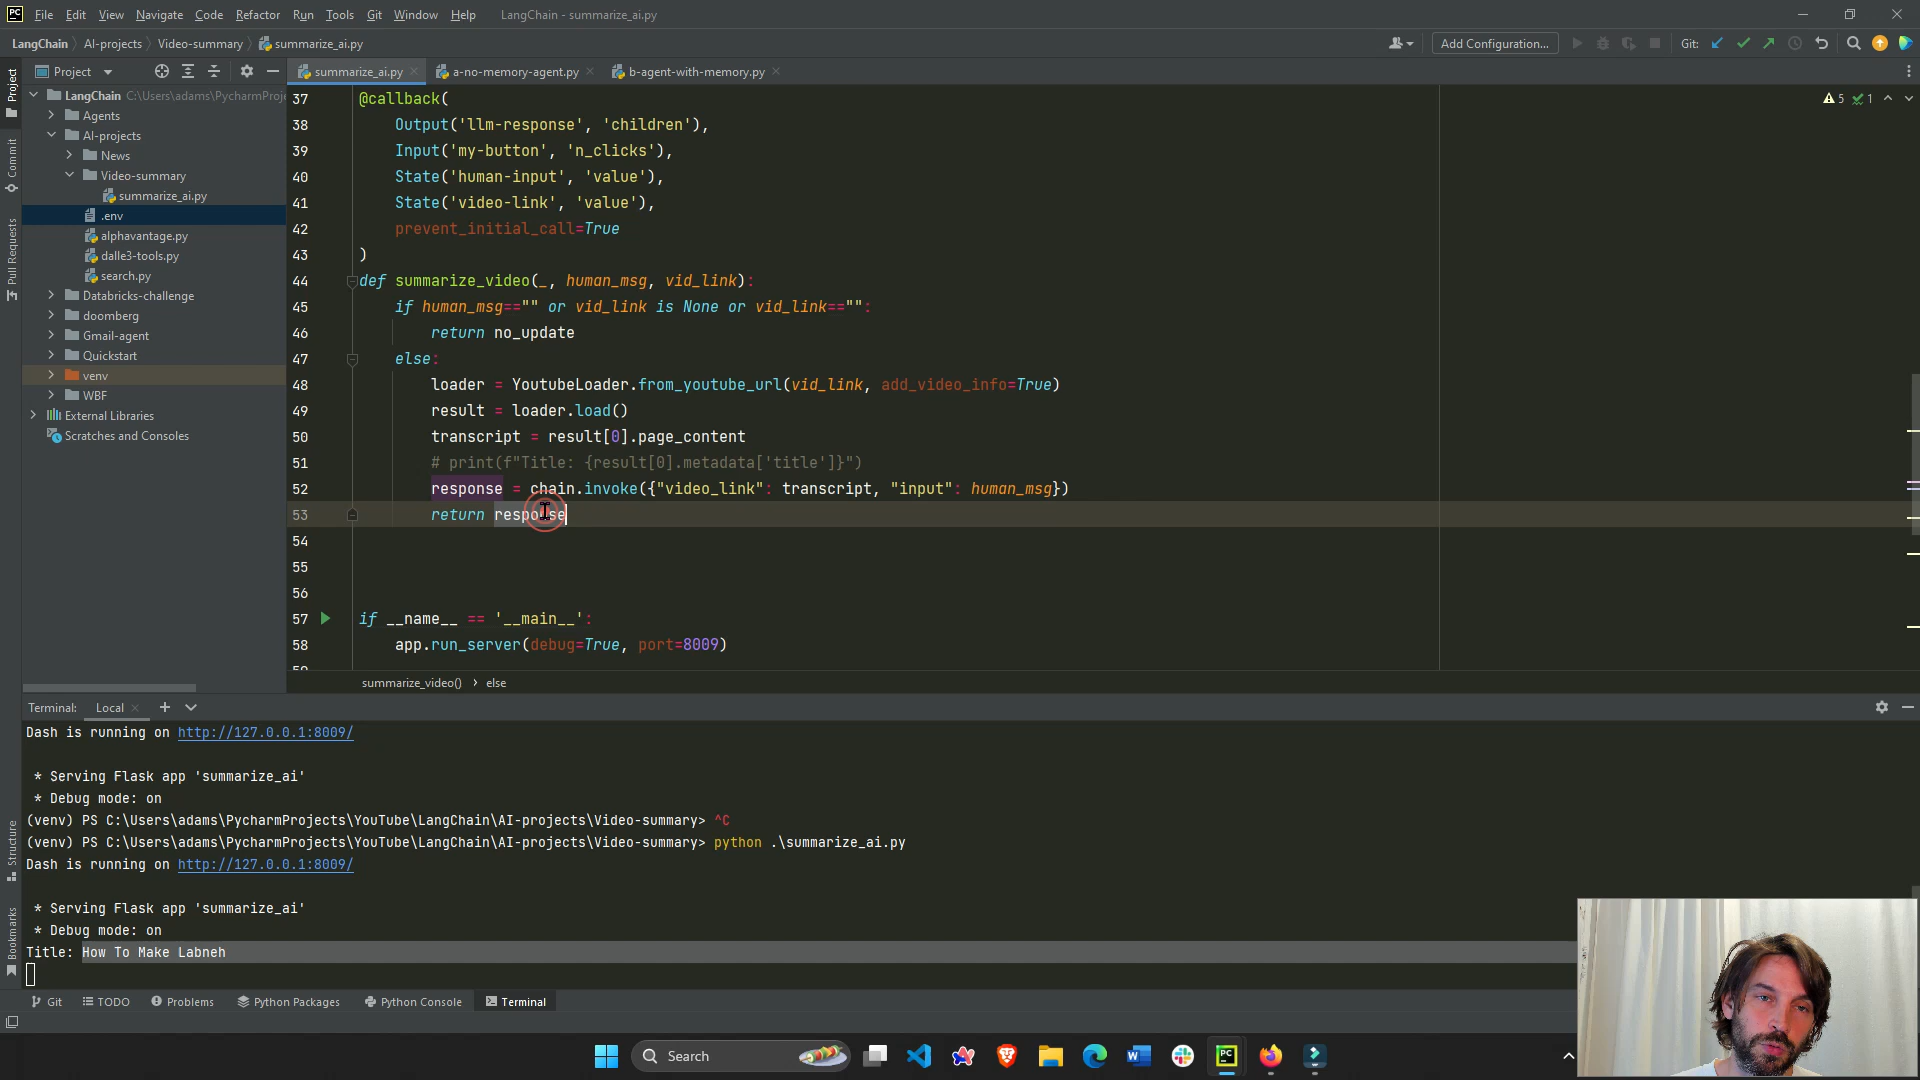 File Edit View Navigate Code Refactor Run Tools Git Window Help LangChain - summarize_ai.py
LangChain AI-projects Video-summary summarize_ai.py Add Configuration... Git:
Project
summarize_ai.py a-no-memory-agent.py b-agent-with-memory.py
LangChain C:\Users\adams\PycharmProj
Agents
AI-projects
News
Video-summary
summarize_ai.py
.env
alphavantage.py
dalle3-tools.py
search.py
Databricks-challenge
doomberg
Gmail-agent
Quickstart
venv
WBF
External Libraries
Scratches and Consoles
Project
Commit
Pull Requests
Structure
Bookmarks
5 1
37 @callback(
38 Output('llm-response', 'children'),
39 Input('my-button', 'n_clicks'),
40 State('human-input', 'value'),
41 State('video-link', 'value'),
42 prevent_initial_call=True
43 )
44 def summarize_video(_, human_msg, vid_link):
45 if human_msg=="" or vid_link is None or vid_link=="":
46 return no_update
47 else:
48 loader = YoutubeLoader.from_youtube_url(vid_link, add_video_info=True)
49 result = loader.load()
50 transcript = result[0].page_content
51 # print(f"Title: {result[0].metadata['title']}")
52 response = chain.invoke({"video_link": transcript, "input": human_msg})
53 return response
54
55
56
57 if __name__ == '__main__':
58 app.run_server(debug=True, port=8009)
summarize_video() else
Terminal: Local
Dash is running on http://127.0.0.1:8009/
* Serving Flask app 'summarize_ai'
* Debug mode: on
(venv) PS C:\Users\adams\PycharmProjects\YouTube\LangChain\AI-projects\Video-summary> ^C
(venv) PS C:\Users\adams\PycharmProjects\YouTube\LangChain\AI-projects\Video-summary> python .\summarize_ai.py
Dash is running on http://127.0.0.1:8009/
* Serving Flask app 'summarize_ai'
* Debug mode: on
Title: How To Make Labneh
Git TODO Problems Python Packages Python Console Terminal
Search